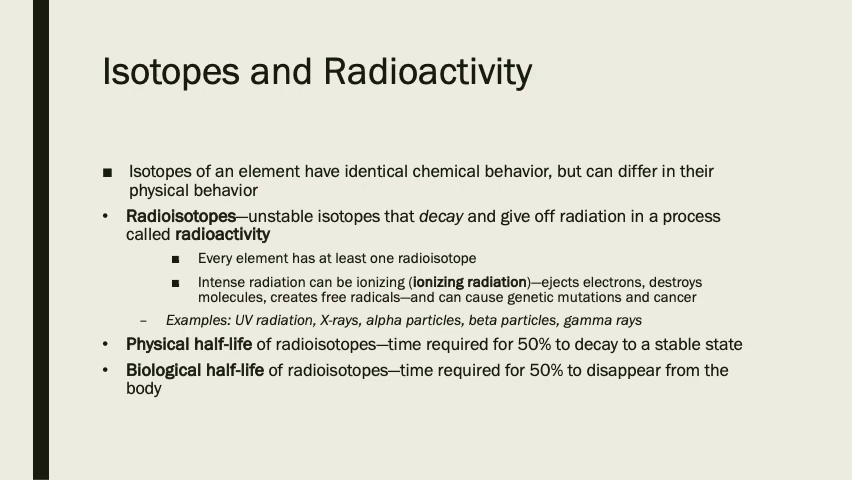 Isotopes and Radioactivity
■ Isotopes of an element have identical chemical behavior, but can differ in their
physical behavior
• Radioisotopes—unstable isotopes that decay and give off radiation in a process
called radioactivity
■ Every element has at least one radioisotope
■ Intense radiation can be ionizing (ionizing radiation)—ejects electrons, destroys
molecules, creates free radicals—and can cause genetic mutations and cancer
– Examples: UV radiation, X-rays, alpha particles, beta particles, gamma rays
• Physical half-life of radioisotopes—time required for 50% to decay to a stable state
• Biological half-life of radioisotopes—time required for 50% to disappear from the
body